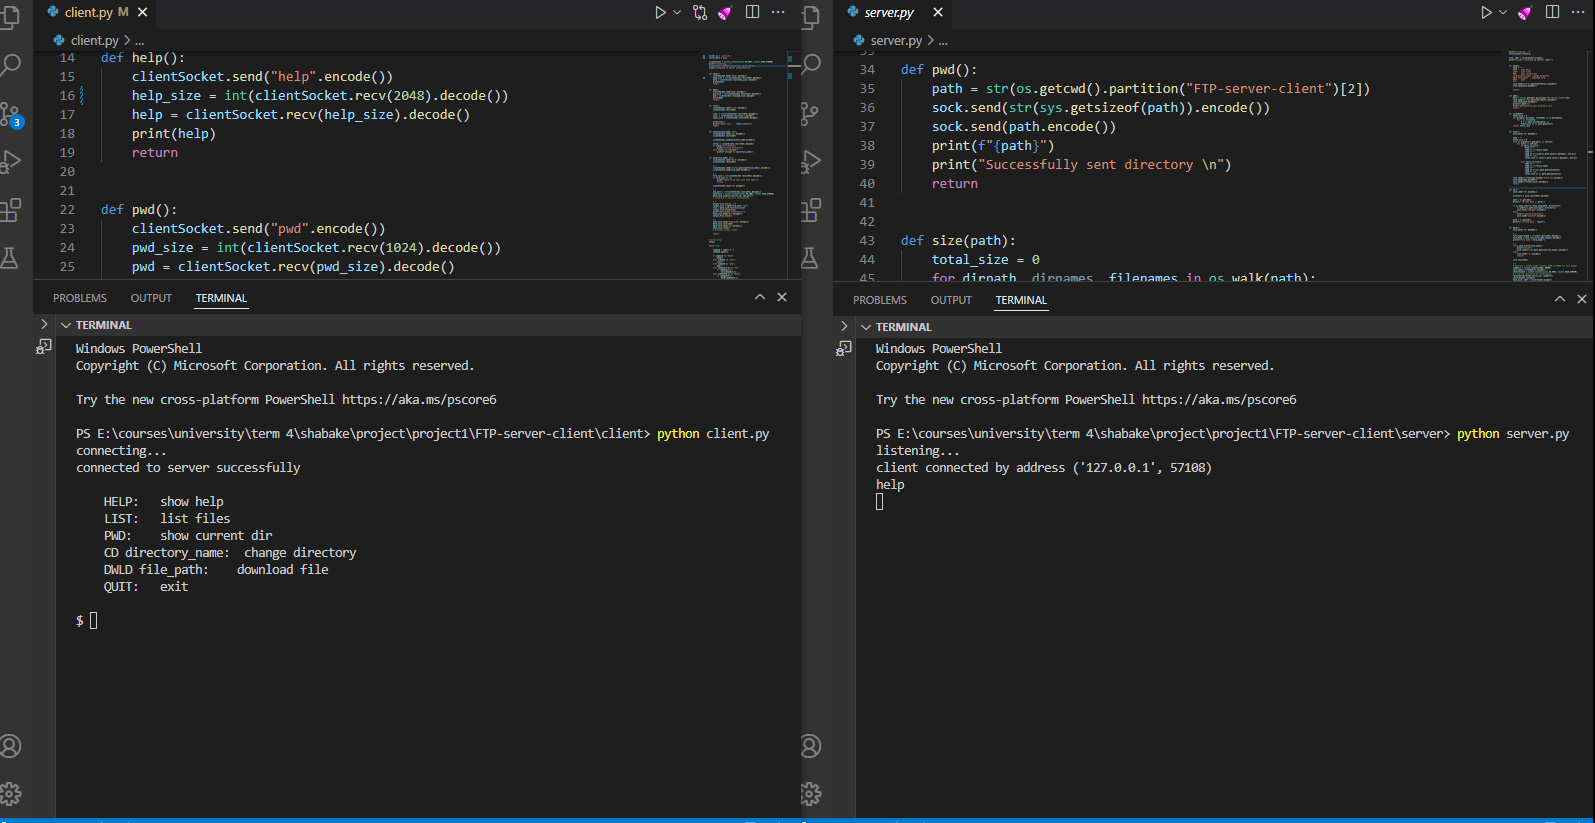 client.py M
client.py > ...
14 def help():
15 clientSocket.send("help".encode())
16 help_size = int(clientSocket.recv(2048).decode())
17 help = clientSocket.recv(help_size).decode()
18 print(help)
19 return
20
21
22 def pwd():
23 clientSocket.send("pwd".encode())
24 pwd_size = int(clientSocket.recv(1024).decode())
25 pwd = clientSocket.recv(pwd_size).decode()
3
PROBLEMS OUTPUT TERMINAL
TERMINAL
Windows PowerShell
Copyright (C) Microsoft Corporation. All rights reserved.
Try the new cross-platform PowerShell https://aka.ms/pscore6
PS E:\courses\university\term 4\shabake\project\project1\FTP-server-client\client> python client.py
connecting...
connected to server successfully
HELP: show help
LIST: list files
PWD: show current dir
CD directory_name: change directory
DWLD file_path: download file
QUIT: exit
$
server.py
server.py > ...
33
34 def pwd():
35 path = str(os.getcwd().partition("FTP-server-client")[2])
36 sock.send(str(sys.getsizeof(path)).encode())
37 sock.send(path.encode())
38 print(f"{path}")
39 print("Successfully sent directory \n")
40 return
41
42
43 def size(path):
44 total_size = 0
45 for dirpath, dirnames, filenames in os.walk(path):
PROBLEMS OUTPUT TERMINAL
TERMINAL
Windows PowerShell
Copyright (C) Microsoft Corporation. All rights reserved.
Try the new cross-platform PowerShell https://aka.ms/pscore6
PS E:\courses\university\term 4\shabake\project\project1\FTP-server-client\server> python server.py
listening...
client connected by address ('127.0.0.1', 57108)
help